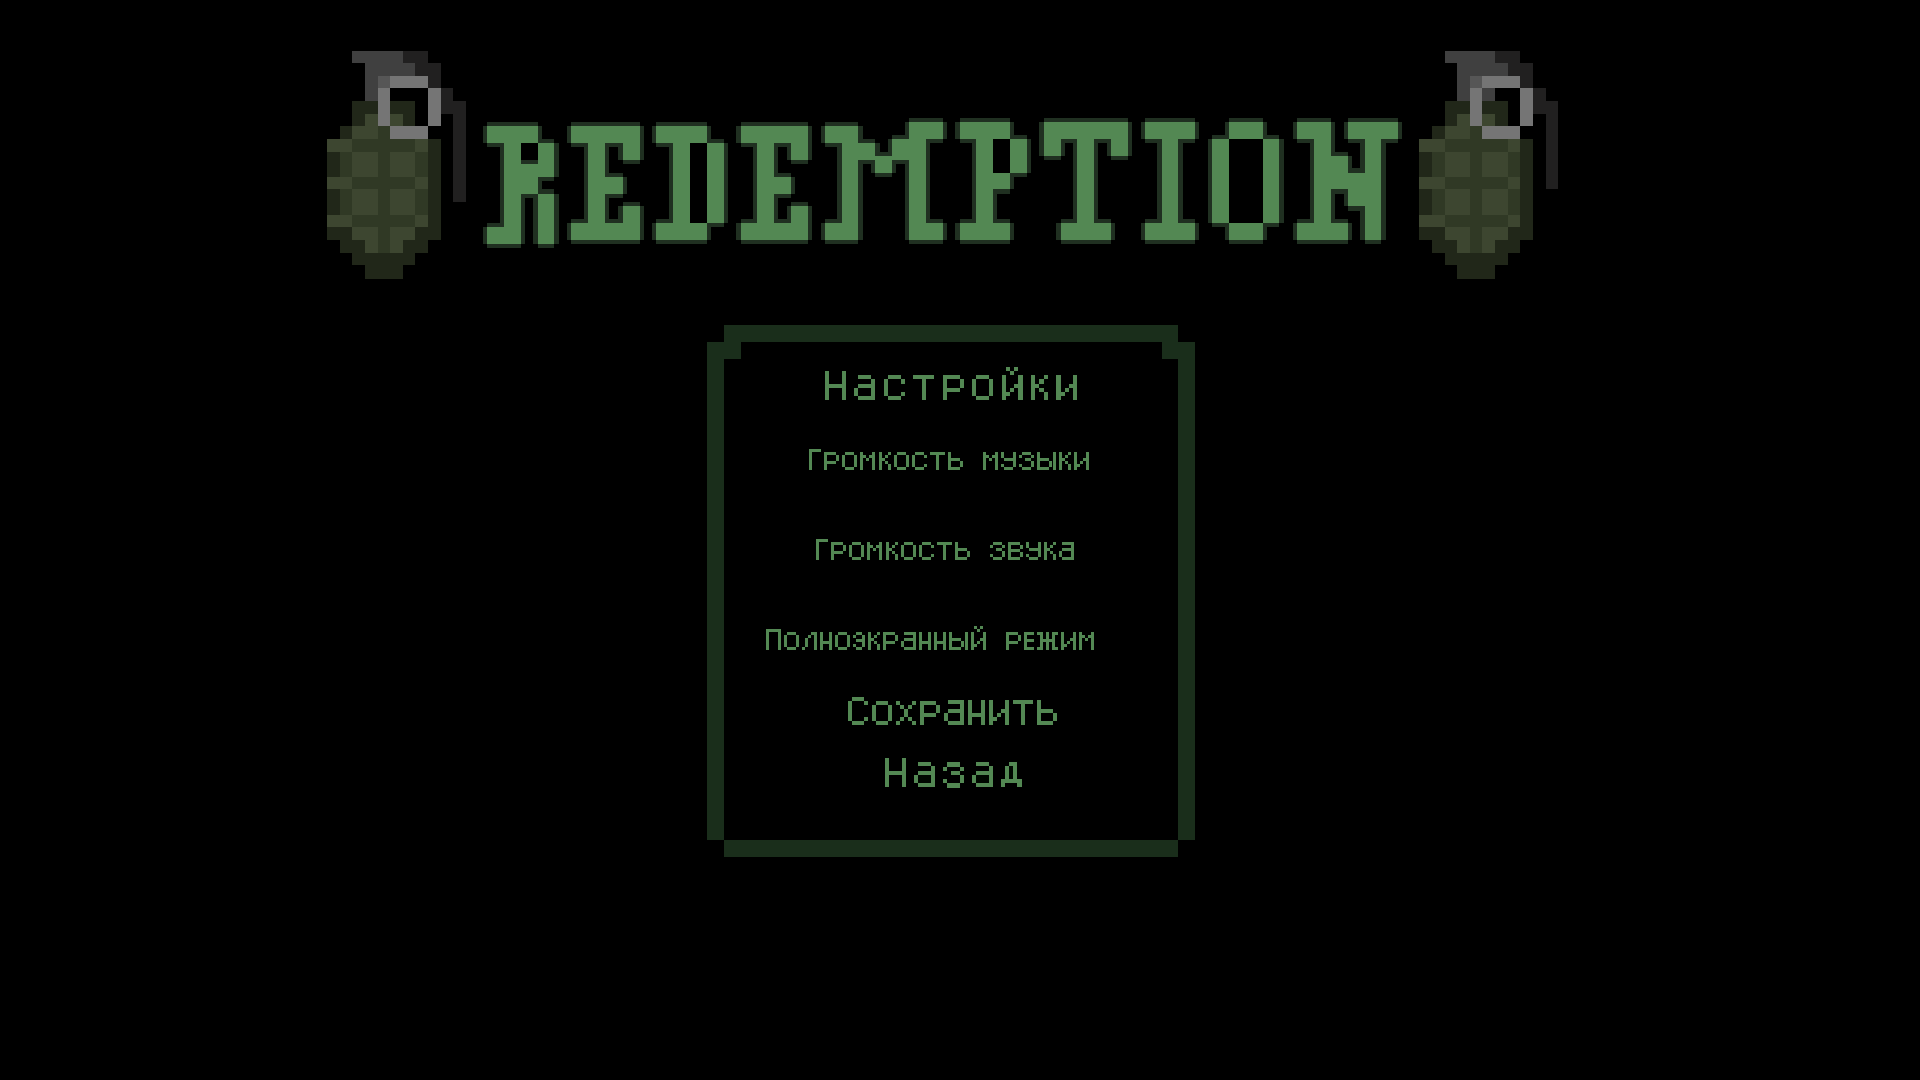 REDEMPTION
Настройки
Громкость музыки
Громкость звука
Полноэкранный режим
Сохранить
Назад